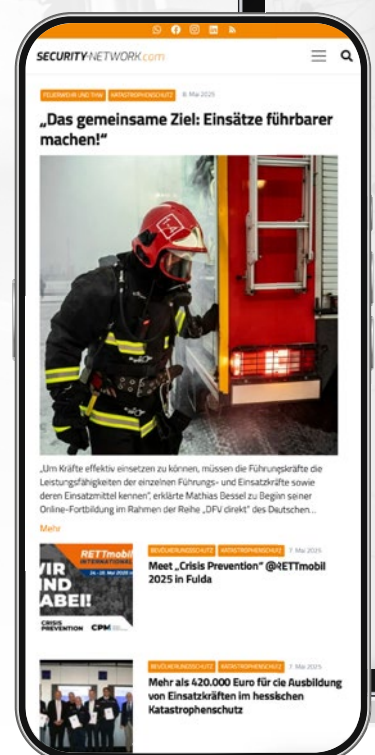 SECURITY-NETWORK.com
FEUERWEHR UND THW KATASTROPHENSCHUTZ 8. Mai 2025
„Das gemeinsame Ziel: Einsätze führbarer
machen!“
„Um Kräfte effektiv einsetzen zu können, müssen die Führungskräfte die
Leistungsfähigkeiten der einzelnen Führungs- und Einsatzkräfte sowie
deren Einsatzmittel kennen“, erklärte Mathias Bessel zu Beginn seiner
Online-Fortbildung im Rahmen der Reihe „DFV direkt“ des Deutschen...
Mehr
RETTmobil
INTERNATIONAL
WIR
IND
ABEI!
CRISIS
PREVENTION CPM
BEVÖLKERUNGSSCHUTZ KATASTROPHENSCHUTZ 7. Mai 2025
Meet „Crisis Prevention“ @RETTmobil
2025 in Fulda
BEVÖLKERUNGSSCHUTZ KATASTROPHENSCHUTZ 7. Mai 2025
Mehr als 420.000 Euro für die Ausbildung
von Einsatzkräften im hessischen
Katastrophenschutz